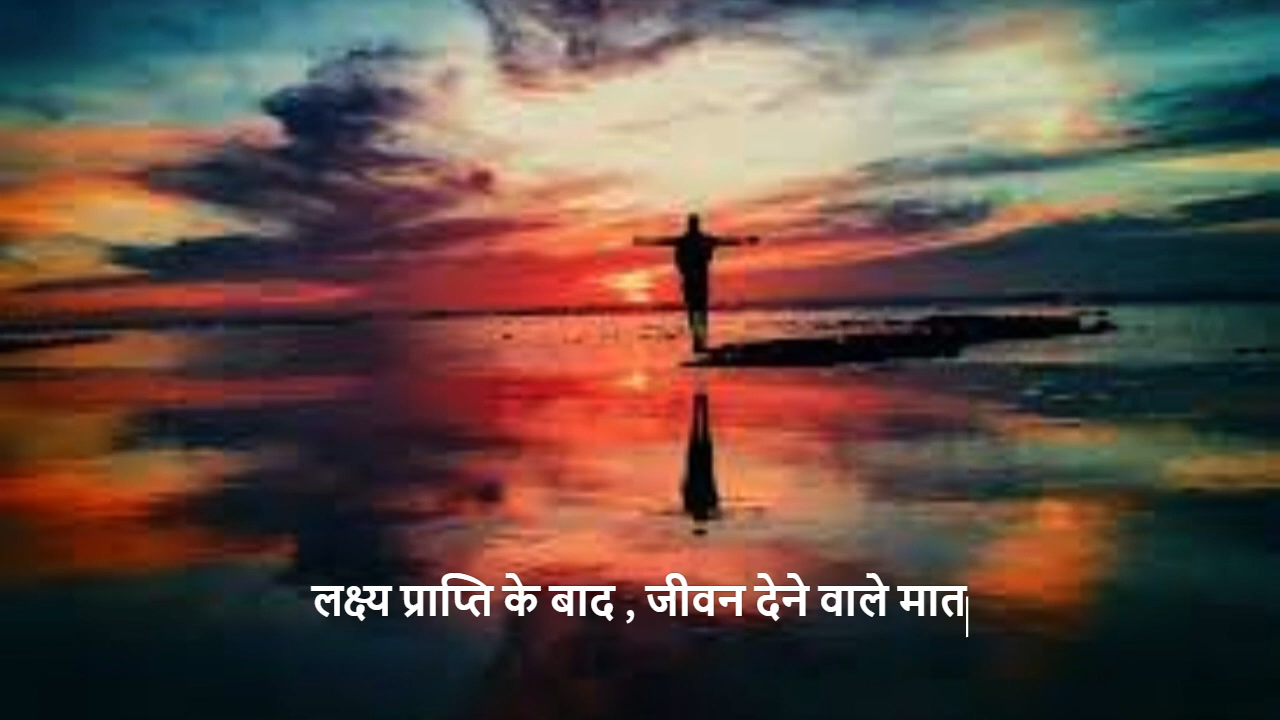 लक्ष्य प्राप्ति के बाद , जीवन देने वाले मात